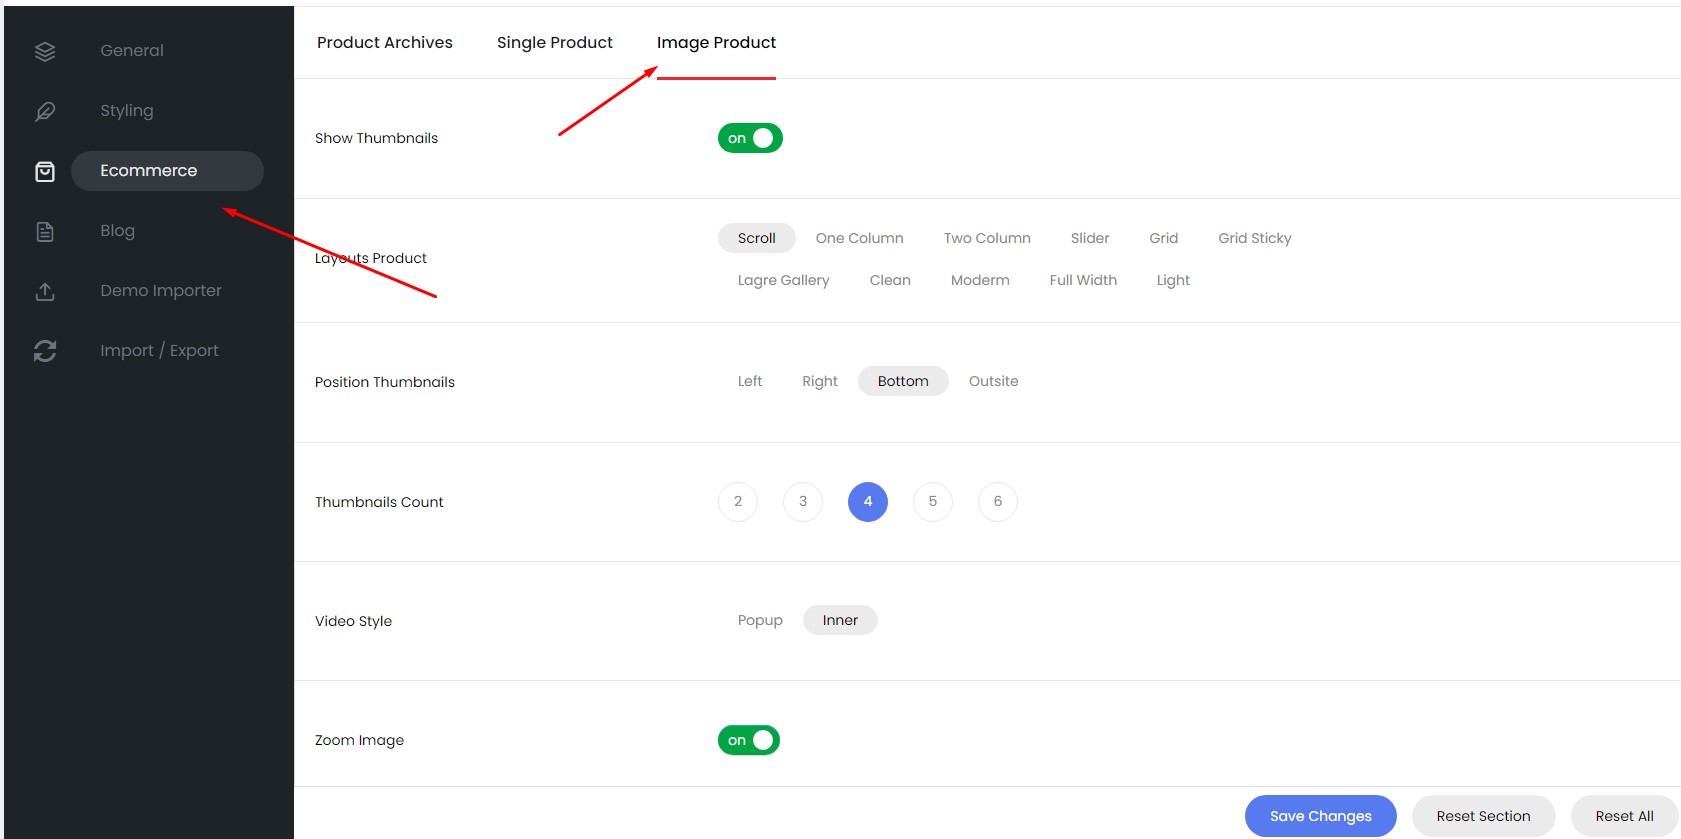 General
Styling
Ecommerce
Blog
Demo Importer
Import / Export
Product Archives Single Product Image Product
Show Thumbnails on
Layouts Product
Scroll One Column Two Column Slider Grid Grid Sticky
Lagre Gallery Clean Moderm Full Width Light
Position Thumbnails Left Right Bottom Outsite
Thumbnails Count 2 3 4 5 6
Video Style Popup Inner
Zoom Image on
Save Changes Reset Section Reset All